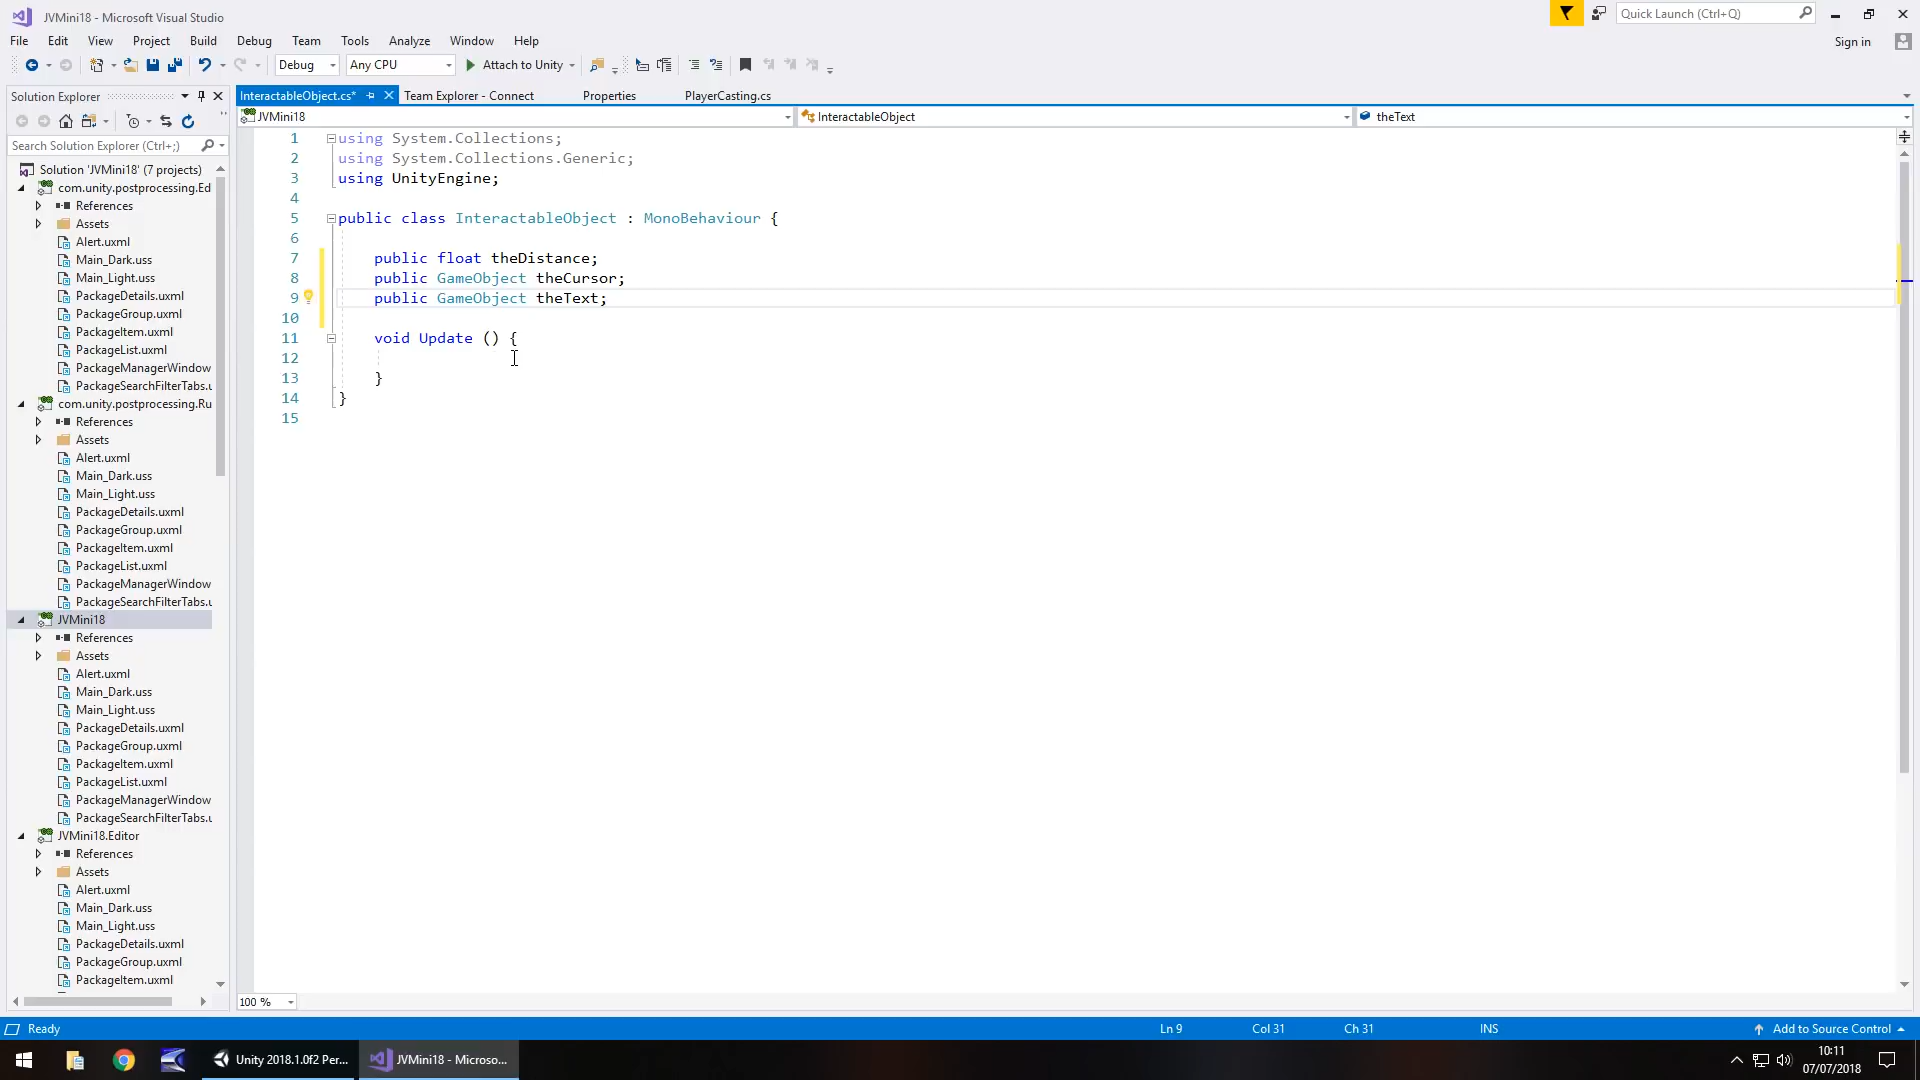 JVMini18 - Microsoft Visual Studio
Quick Launch (Ctrl+Q)
File Edit View Project Build Debug Team Tools Analyze Window Help
Sign in
Debug Any CPU Attach to Unity
Solution Explorer
InteractableObject.cs* Team Explorer - Connect Properties PlayerCasting.cs
JVMini18 InteractableObject theText
Search Solution Explorer (Ctrl+;)
Solution 'JVMini18' (7 projects)
com.unity.postprocessing.Ed
References
Assets
Alert.uxml
Main_Dark.uss
Main_Light.uss
PackageDetails.uxml
PackageGroup.uxml
PackageItem.uxml
PackageList.uxml
PackageManagerWindow
PackageSearchFilterTabs.u
com.unity.postprocessing.Ru
References
Assets
Alert.uxml
Main_Dark.uss
Main_Light.uss
PackageDetails.uxml
PackageGroup.uxml
PackageItem.uxml
PackageList.uxml
PackageManagerWindow
PackageSearchFilterTabs.u
JVMini18
References
Assets
Alert.uxml
Main_Dark.uss
Main_Light.uss
PackageDetails.uxml
PackageGroup.uxml
PackageItem.uxml
PackageList.uxml
PackageManagerWindow
PackageSearchFilterTabs.u
JVMini18.Editor
References
Assets
Alert.uxml
Main_Dark.uss
Main_Light.uss
PackageDetails.uxml
PackageGroup.uxml
PackageItem.uxml
1 using System.Collections;
2 using System.Collections.Generic;
3 using UnityEngine;
4
5 public class InteractableObject : MonoBehaviour {
6
7 public float theDistance;
8 public GameObject theCursor;
9 public GameObject theText;
10
11 void Update () {
12
13 }
14 }
15
100 %
Ready Ln 9 Col 31 Ch 31 INS Add to Source Control
Unity 2018.1.0f2 Per... JVMini18 - Microso...
10:11
07/07/2018